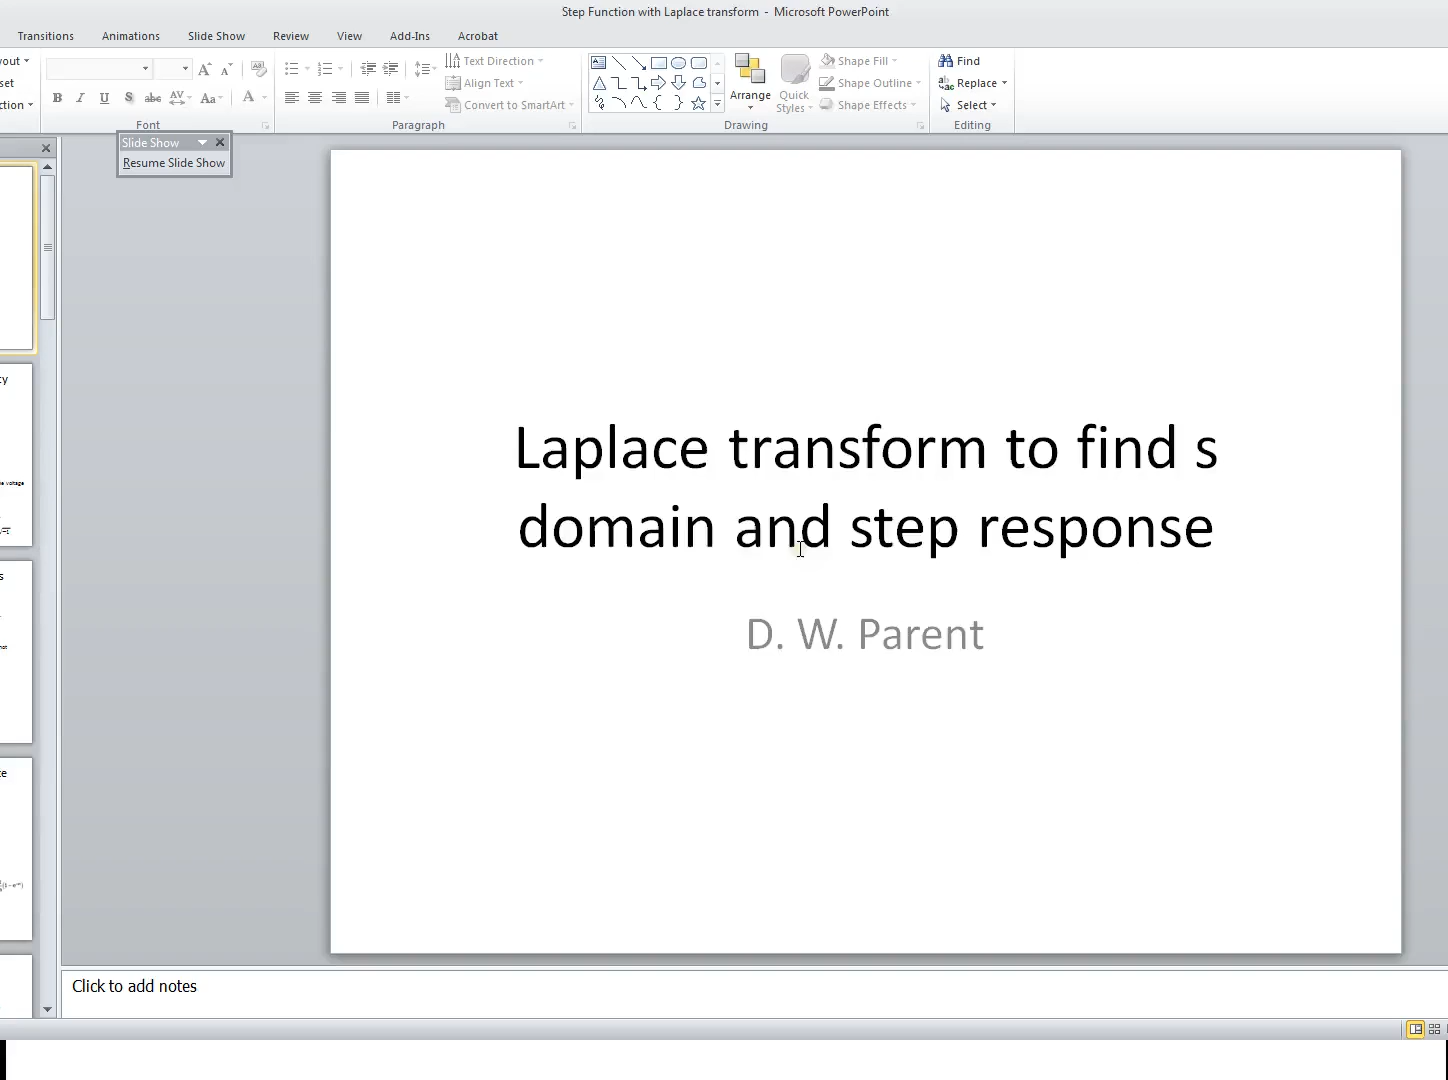 Step Function with Laplace transform - Microsoft PowerPoint
Transitions Animations Slide Show Review View Add-Ins Acrobat
Text Direction
Align Text
Convert to SmartArt
Arrange
Quick
Styles
Shape Fill
Shape Outline
Shape Effects
Find
Replace
Select
Font Paragraph Drawing Editing
Slide Show
Resume Slide Show
Laplace transform to find s
domain and step response
D. W. Parent
Click to add notes